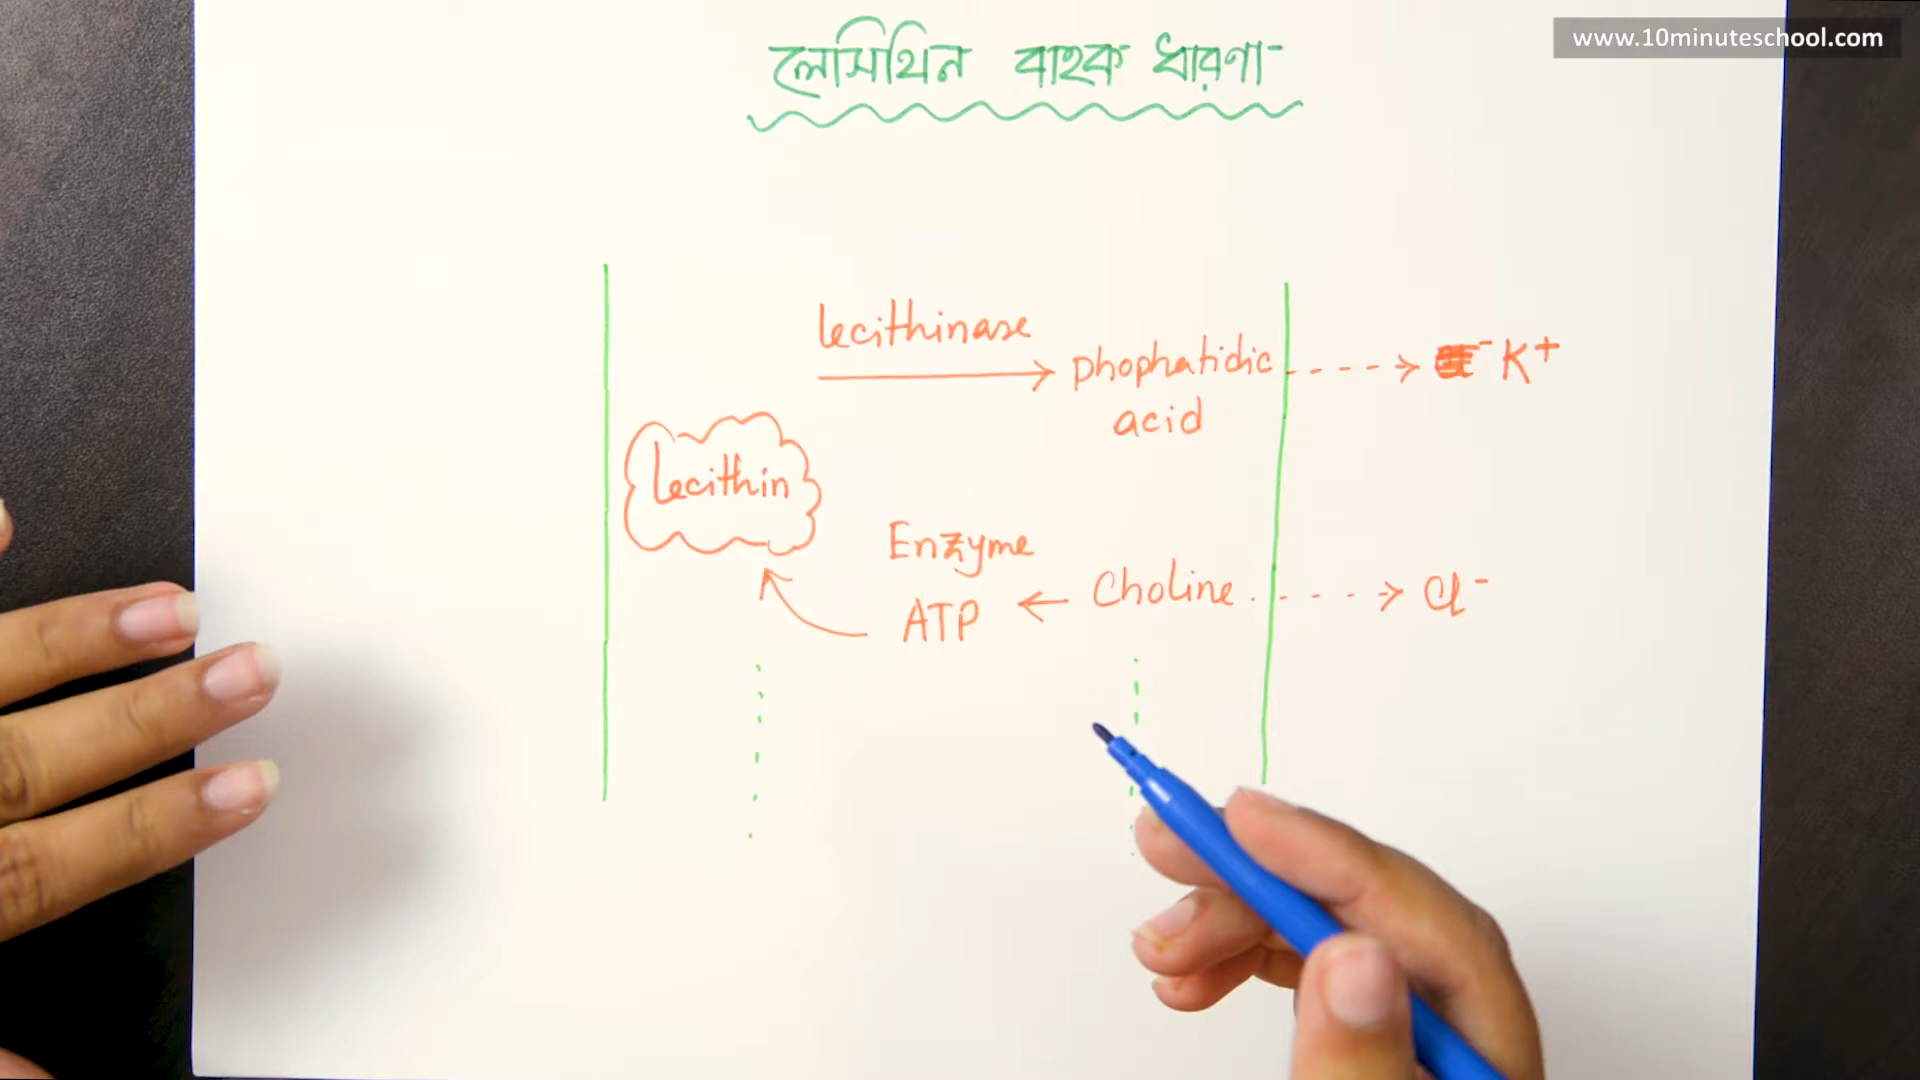 www.10minuteschool.com
লেসিথিন বাহক ধারণা
lecithinase
phophatidic
acid
K+
Lecithin
Enzyme
ATP
Choline
Cl-